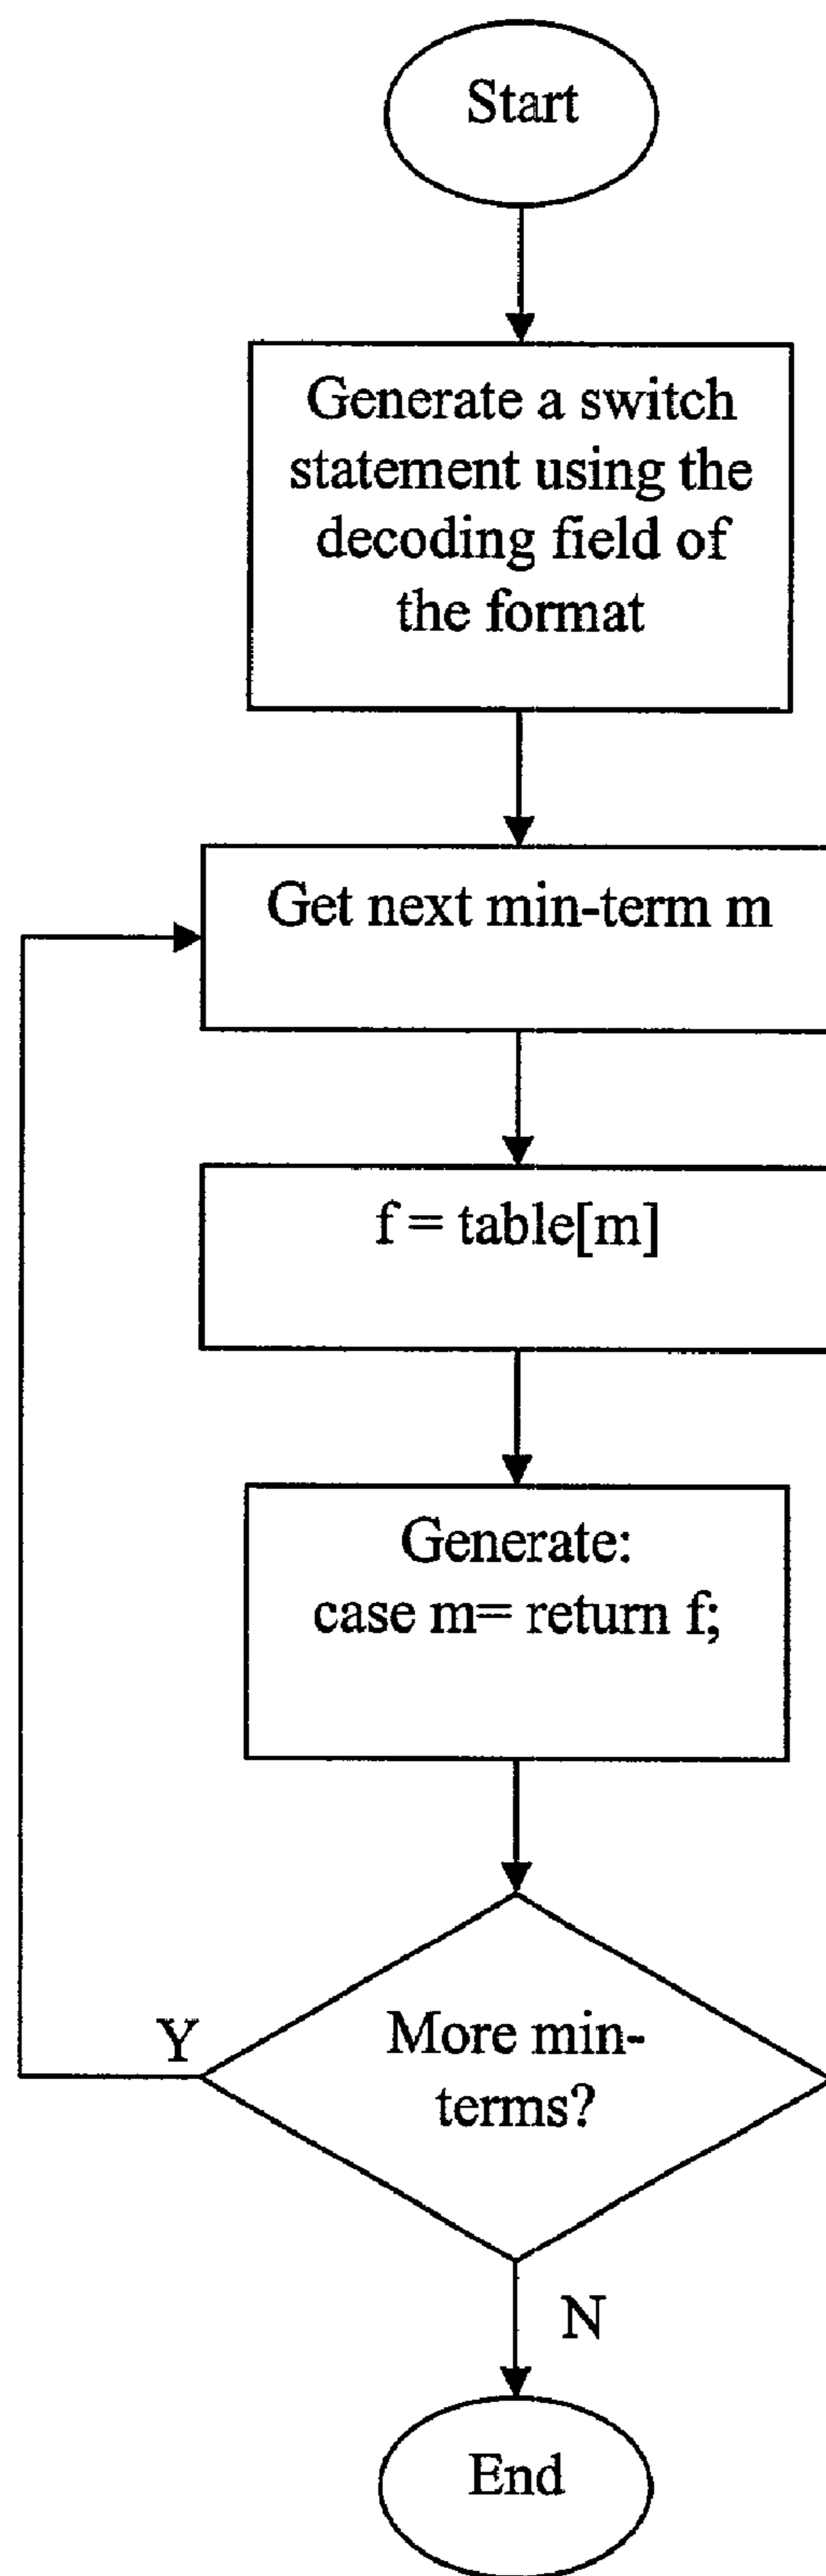 Start
Generate a switch
statement using the
decoding field of
the format
Get next min-term m
f = table[m]
Generate:
case m= return f;
More min-
terms?
Y
N
End